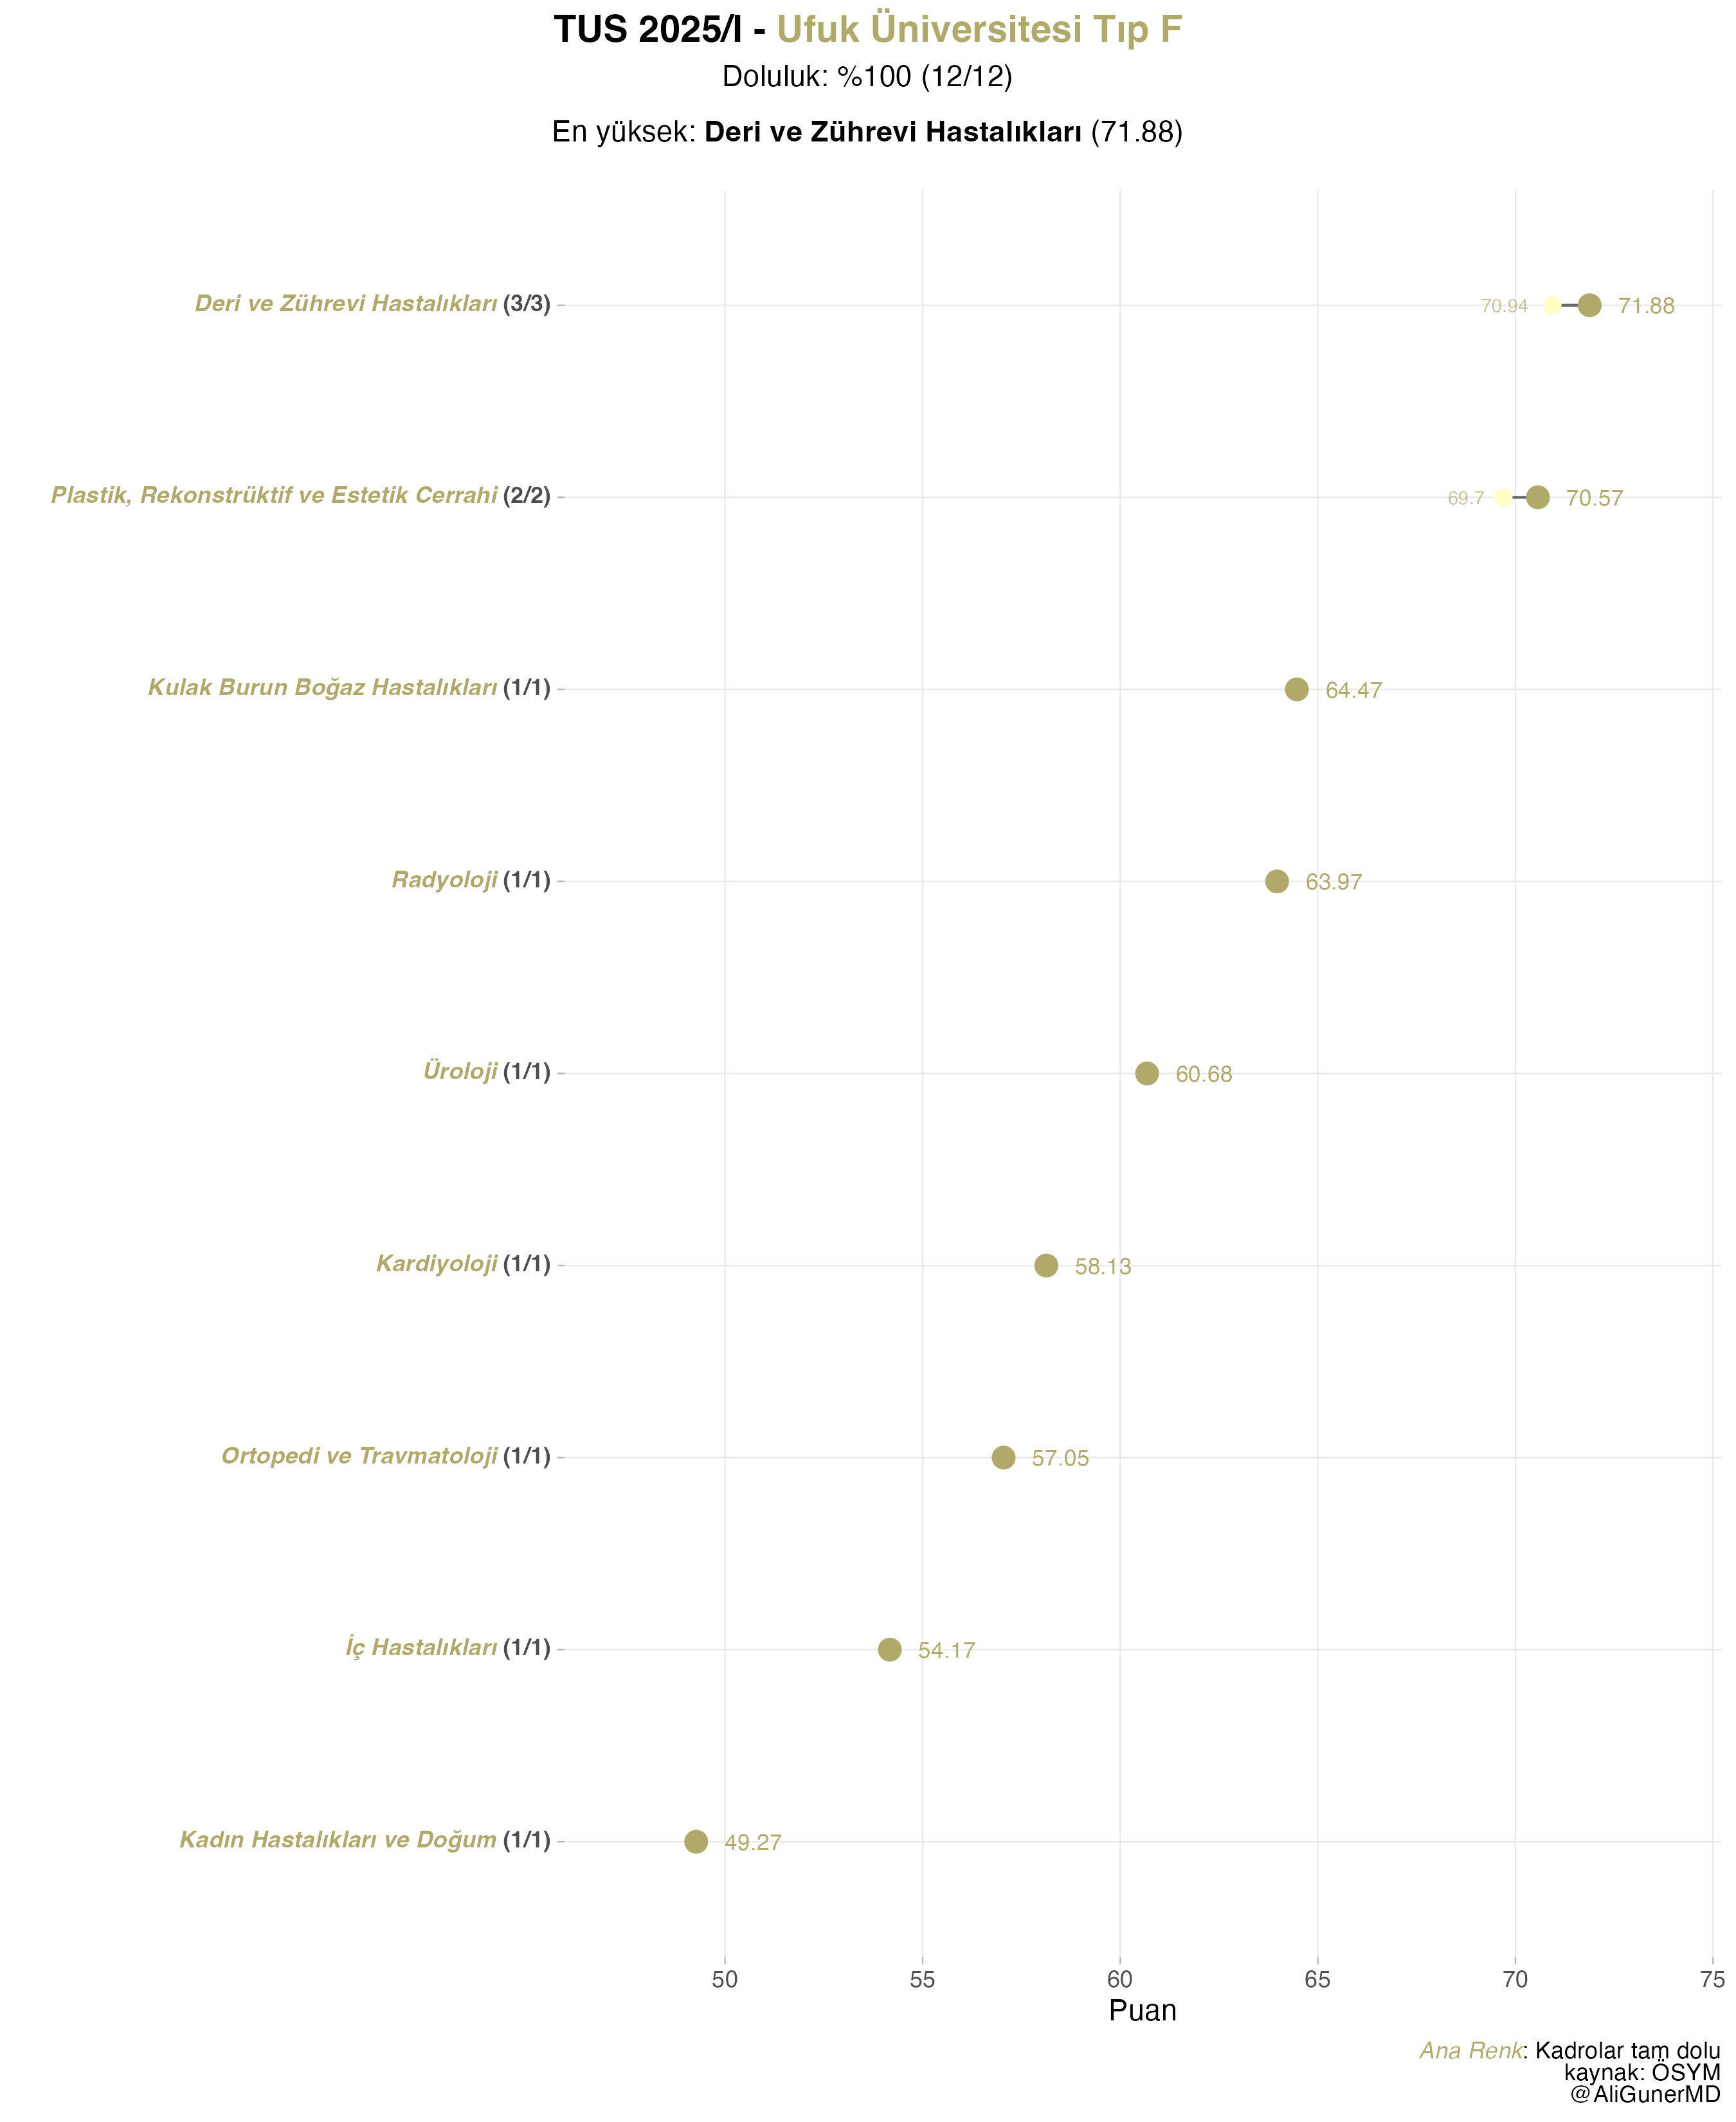 TUS 2025/I - Ufuk Üniversitesi Tıp F
Doluluk: %100 (12/12)
En yüksek: Deri ve Zührevi Hastalıkları (71.88)
Deri ve Zührevi Hastalıkları (3/3) 70.94 71.88
Plastik, Rekonstrüktif ve Estetik Cerrahi (2/2) 69.7 70.57
Kulak Burun Boğaz Hastalıkları (1/1) 64.47
Radyoloji (1/1) 63.97
Üroloji (1/1) 60.68
Kardiyoloji (1/1) 58.13
Ortopedi ve Travmatoloji (1/1) 57.05
İç Hastalıkları (1/1) 54.17
Kadın Hastalıkları ve Doğum (1/1) 49.27
50 55 60 65 70 75
Puan
Ana Renk: Kadrolar tam dolu
kaynak: ÖSYM
@AliGunerMD